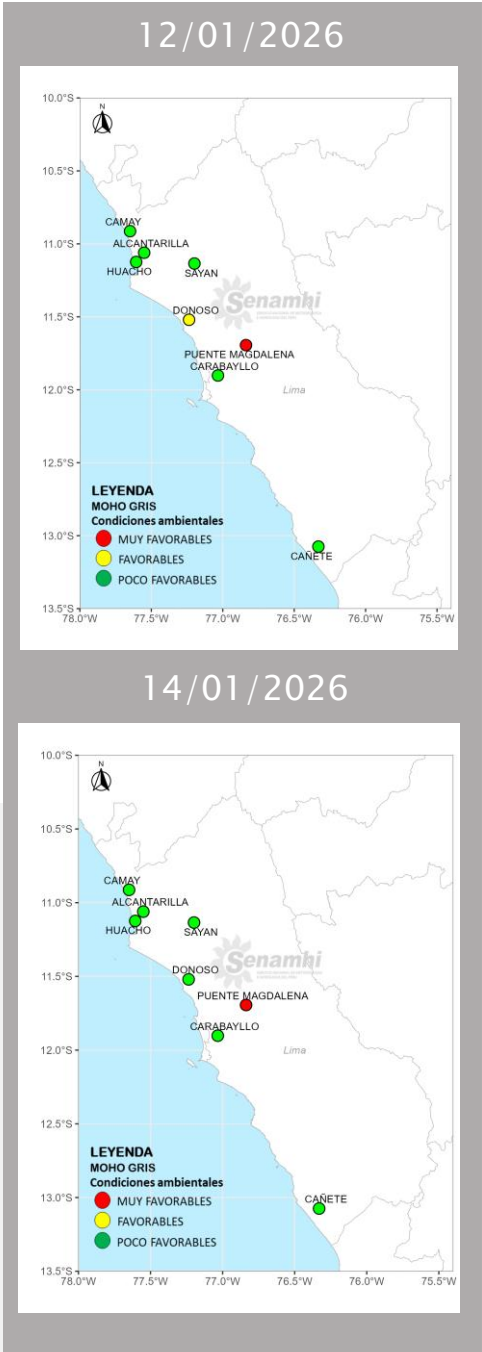 12/01/2026
N
10.0°S
10.5°S
CAMAY
11.0°S
ALCANTARILLA
HUACHO
SAYAN
Senamhi
DONOSO
11.5°S
PUENTE MAGDALENA
CARABAYLLO
12.0°S
Lima
12.5°S
LEYENDA
MOHO GRIS
Condiciones ambientales
13.0°S
MUY FAVORABLES
CAÑETE
FAVORABLES
POCO FAVORABLES
13.5°S
78.0°W 77.5°W 77.0°W 76.5°W 76.0°W 75.5°W
14/01/2026
10.0°S
N
10.5°S
CAMAY
11.0°S
ALCANTARILLA
HUACHO
SAYAN
Senamhi
DONOSO
11.5°S
PUENTE MAGDALENA
CARABAYLLO
12.0°S
Lima
12.5°S
LEYENDA
MOHO GRIS
Condiciones ambientales
13.0°S
CAÑETE
MUY FAVORABLES
FAVORABLES
POCO FAVORABLES
13.5°S
78.0°W 77.5°W 77.0°W 76.5°W 76.0°W 75.5°W